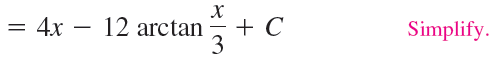 = 4x − 12 arctan x/3 + C Simplify.